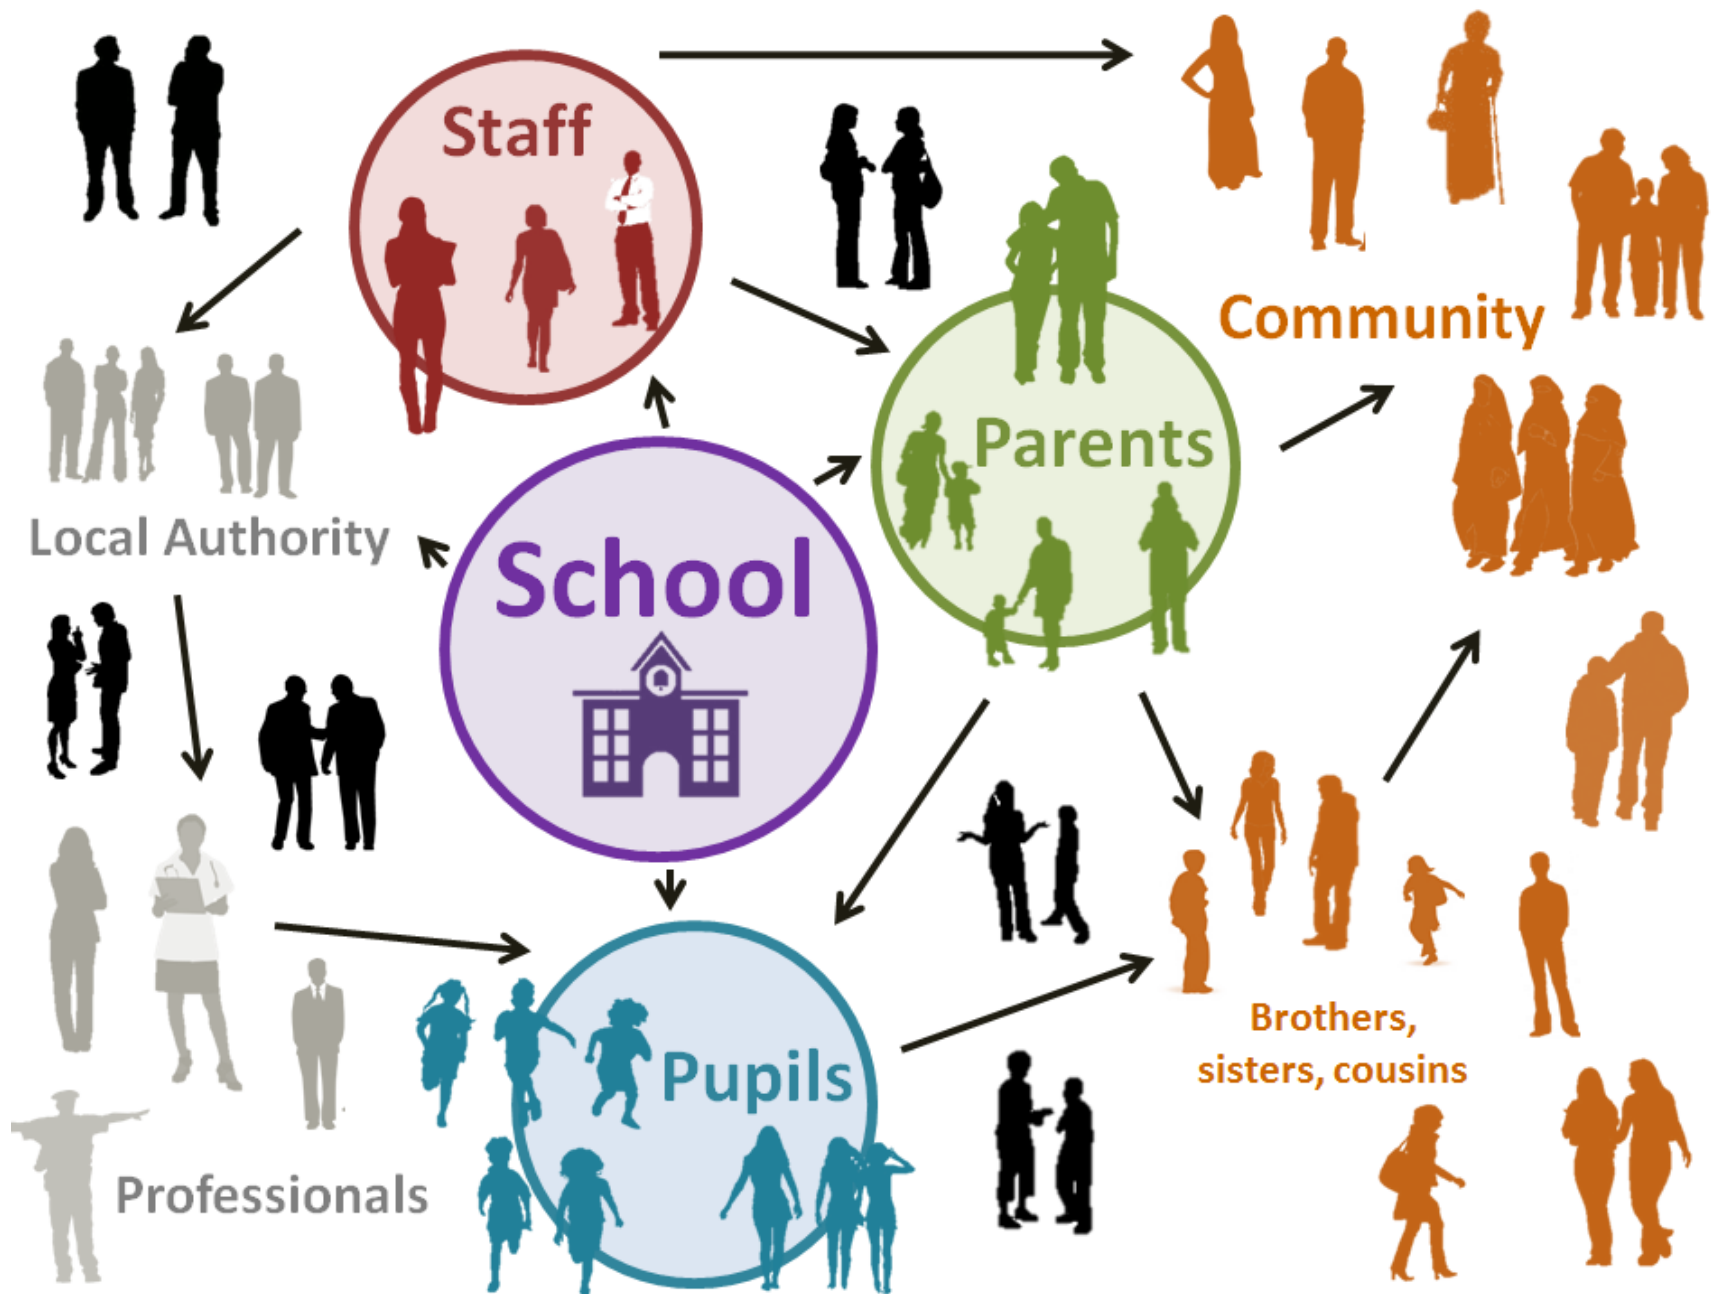 Staff
Community
Parents
Local Authority
School
Brothers,
sisters, cousins
Pupils
Professionals